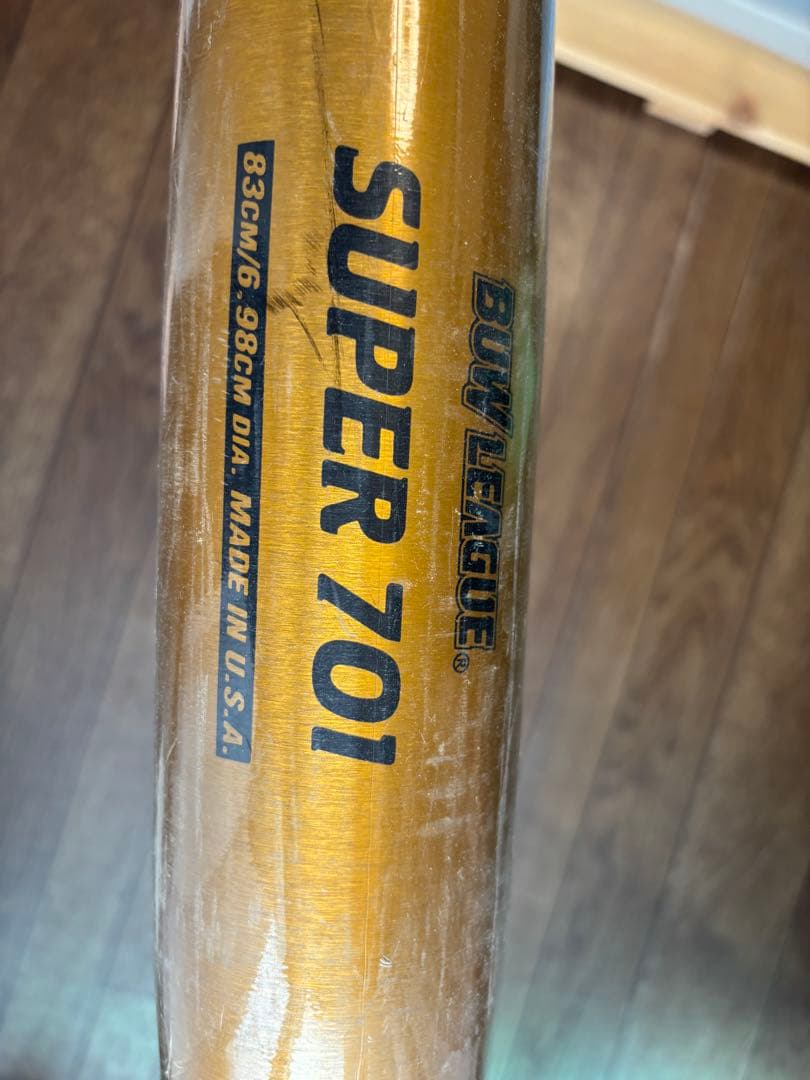 BUW LEAGUE®
SUPER 701
83CM/6.98CM DIA. MADE IN U.S.A.